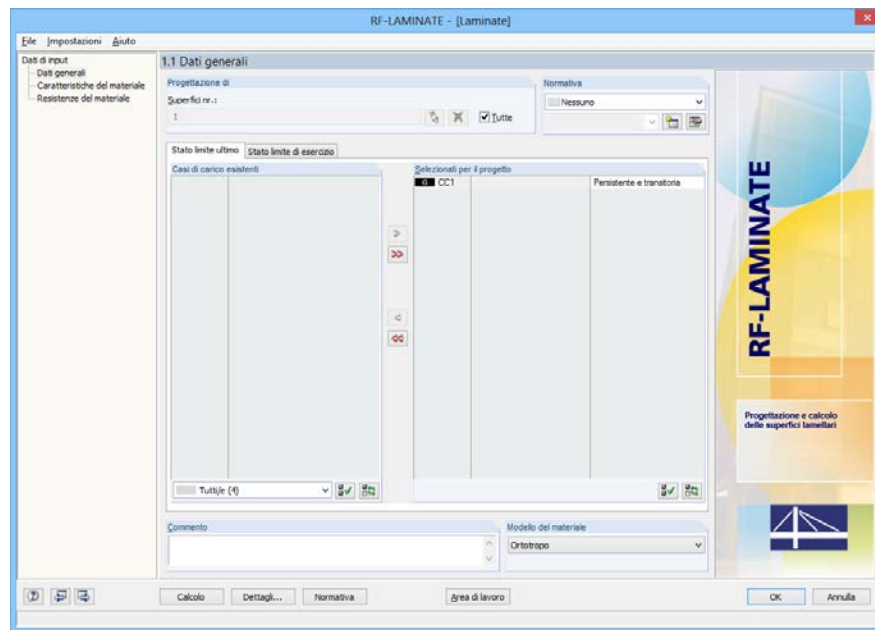 RF-LAMINATE - [Laminate]
File Impostazioni Aiuto
Dati di input
Dati generali
Caratteristiche del materiale
Resistenze del materiale
1.1 Dati generali
Progettazione di
Superfici nr.:
1
Tutte
Normativa
Nessuno
Stato limite ultimo
Stato limite di esercizio
Casi di carico esistenti
Selezionati per il progetto
G CC1 Persistente e transitoria
Tutti/e (4)
Commento
Modello del materiale
Ortotropo
RF-LAMINATE
Progettazione e calcolo
delle superfici lamellari
Calcolo
Dettagli...
Normativa
Area di lavoro
OK
Annulla